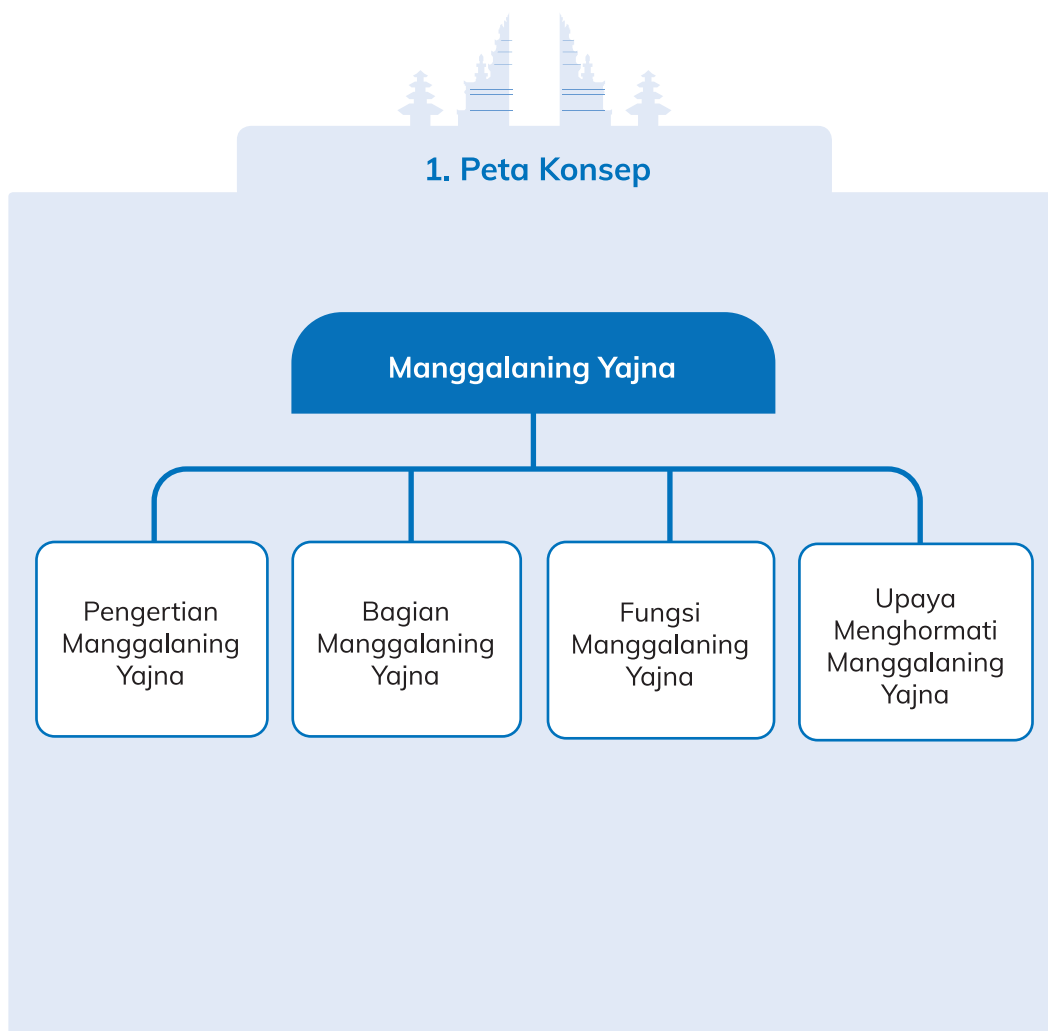 1. Peta Konsep
Manggalaning Yajna
Pengertian
Manggalaning
Yajna
Bagian
Manggalaning
Yajna
Fungsi
Manggalaning
Yajna
Upaya
Menghormati
Manggalaning
Yajna